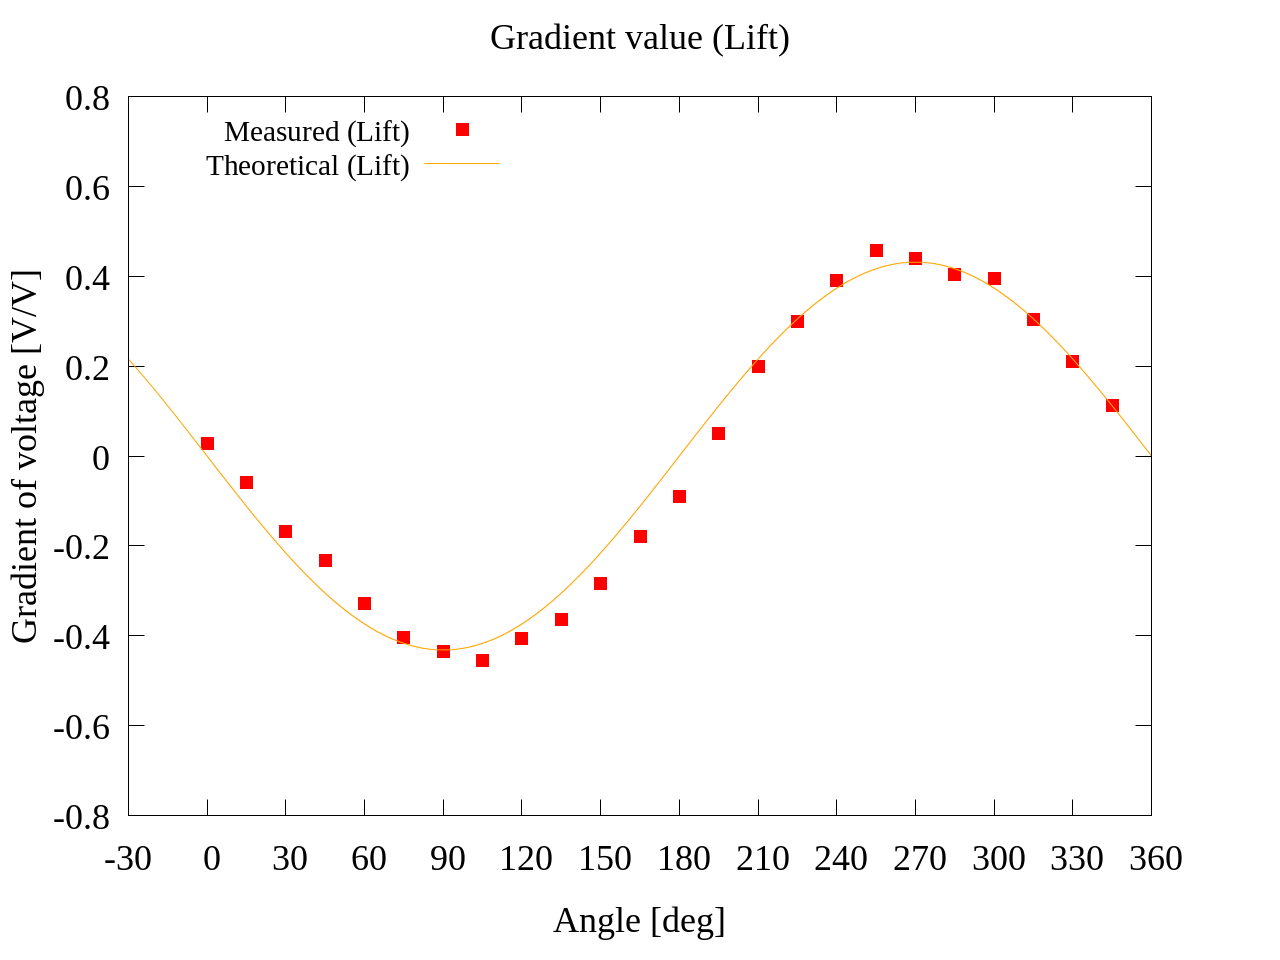 Gradient value (Lift)
Measured (Lift)
Theoretical (Lift)
0.8
0.6
0.4
0.2
0
-0.2
-0.4
-0.6
-0.8
Gradient of voltage [V/V]
-30 0 30 60 90 120 150 180 210 240 270 300 330 360
Angle [deg]